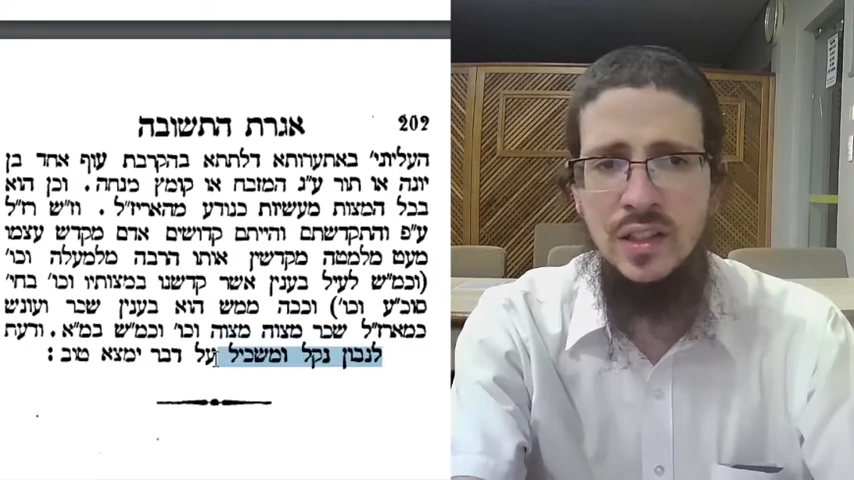 אגרת התשובה 202
העליוני׳ באתערותא דלתתא בהקרבת עוף אחד בן
יונה או תור ע״ג המזבח או קומץ מנחה. וכן הוא
בכל המצות מעשיות כנודע מהאריז״ל. וז״ש רז״ל
ע״פ והתקדשתם והייתם קדושים אדם מקדש עצמו
מעט מלמטה מקדשין אותו הרבה מלמעלה וכו׳
(וכמ״ש לעיל בענין אשר קדשנו במצותיו וכו׳ בחי׳
סוכ״ע וכו׳) וככה ממש הוא בענין שכר ועונש
כמארז״ל שכר מצוה מצוה וכו׳ וכמ״ש במ״א. ודעת
לנבון נקל ומשכיל על דבר ימצא טוב: